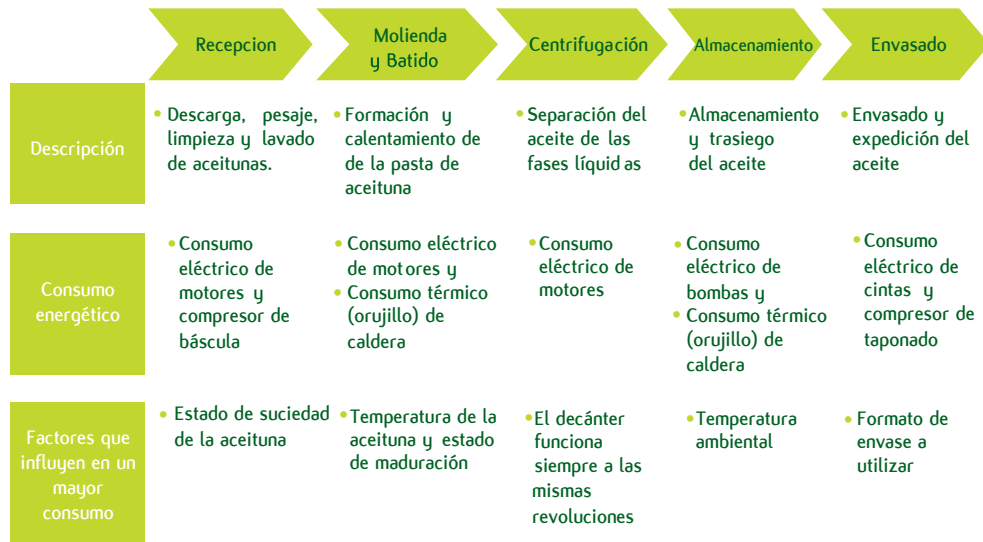 Recepcion
Molienda
y Batido
Centrifugación
Almacenamiento
Envasado
Descripción
• Descarga, pesaje,
limpieza y lavado
de aceitunas.
• Formación y
calentamiento de
de la pasta de
aceituna
• Separación del
aceite de las
fases líquidas
• Almacenamiento
y trasiego
del aceite
• Envasado y
expedición del
aceite
Consumo
energético
• Consumo
eléctrico de
motores y
compresor de
báscula
• Consumo eléctrico
de motores y
• Consumo térmico
(orujillo) de
caldera
• Consumo
eléctrico de
motores
• Consumo
eléctrico de
bombas y
• Consumo térmico
(orujillo) de
caldera
• Consumo
eléctrico de
cintas y
compresor de
taponado
Factores que
influyen en un
mayor
consumo
• Estado de suciedad
de la aceituna
• Temperatura de la
aceituna y estado
de maduración
• El decánter
funciona
siempre a las
mismas
revoluciones
• Temperatura
ambiental
• Formato de
envase a
utilizar